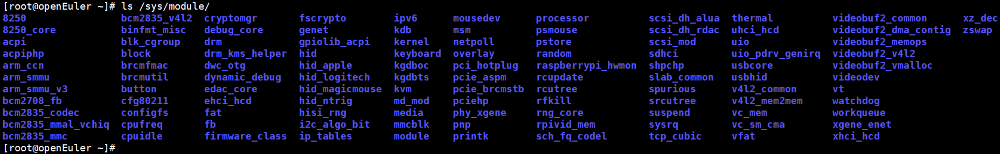 [root@openEuler ~]# ls /sys/module/
8250 bcm2835_v4l2 cryptomgr fscrypto ipv6 mousedev processor scsi_dh_alua thermal videobuf2_common xz_dec
8250_core binfmt_misc debug_core genet kdb msm psmouse scsi_dh_rdac uhci_hcd videobuf2_dma_contig zswap
acpi blk_cgroup drm gpiolib_acpi kernel netpoll pstore scsi_mod uio videobuf2_memops
acpiphp block drm_kms_helper hid keyboard overlay random sdhci uio_pdrv_genirq videobuf2_v4l2
arm_ccn brcmfmac dwc_otg hid_apple kgdboc pci_hotplug raspberrypi_hwmon shpchp usbcore videobuf2_vmalloc
arm_smmu brcmutil dynamic_debug hid_logitech kgdbts pcie_aspm rcupdate slab_common usbhid videodev
arm_smmu_v3 button edac_core hid_magicmouse kvm pcie_brcmstb rcutree spurious v4l2_common vt
bcm2708_fb cfg80211 ehci_hcd hid_ntrig md_mod pciehp rfkill srcutree v4l2_mem2mem watchdog
bcm2835_codec configfs fat hisi_rng media phy_xgene rng_core suspend vc_mem workqueue
bcm2835_mmal_vchiq cpufreq fb i2c_algo_bit mmcblk pnp rpivid_mem sysrq vc_sm_cma xgene_enet
bcm2835_mmc cpuidle firmware_class ip_tables module printk sch_fq_codel tcp_cubic vfat xhci_hcd
[root@openEuler ~]#